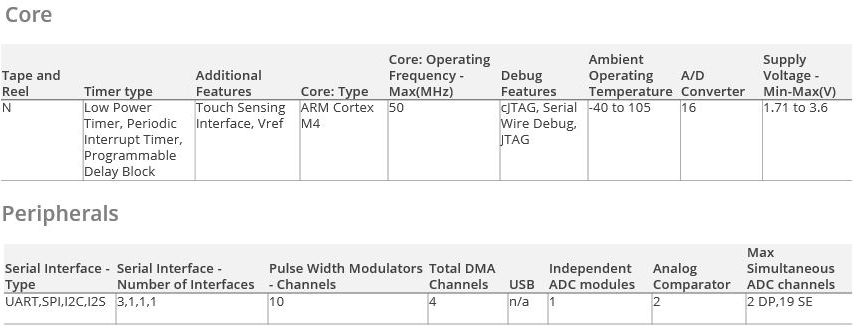 Core
Tape and Reel | Timer type | Additional Features | Core: Type | Core: Operating Frequency - Max(MHz) | Debug Features | Ambient Operating Temperature | A/D Converter | Supply Voltage - Min-Max(V)
N | Low Power Timer, Periodic Interrupt Timer, Programmable Delay Block | Touch Sensing Interface, Vref | ARM Cortex M4 | 50 | cJTAG, Serial Wire Debug, JTAG | -40 to 105 | 16 | 1.71 to 3.6
Peripherals
Serial Interface - Type | Serial Interface - Number of Interfaces | Pulse Width Modulators - Channels | Total DMA Channels | USB | Independent ADC modules | Analog Comparator | Max Simultaneous ADC channels
UART,SPI,I2C,I2S | 3,1,1,1 | 10 | 4 | n/a | 1 | 2 | 2 DP,19 SE